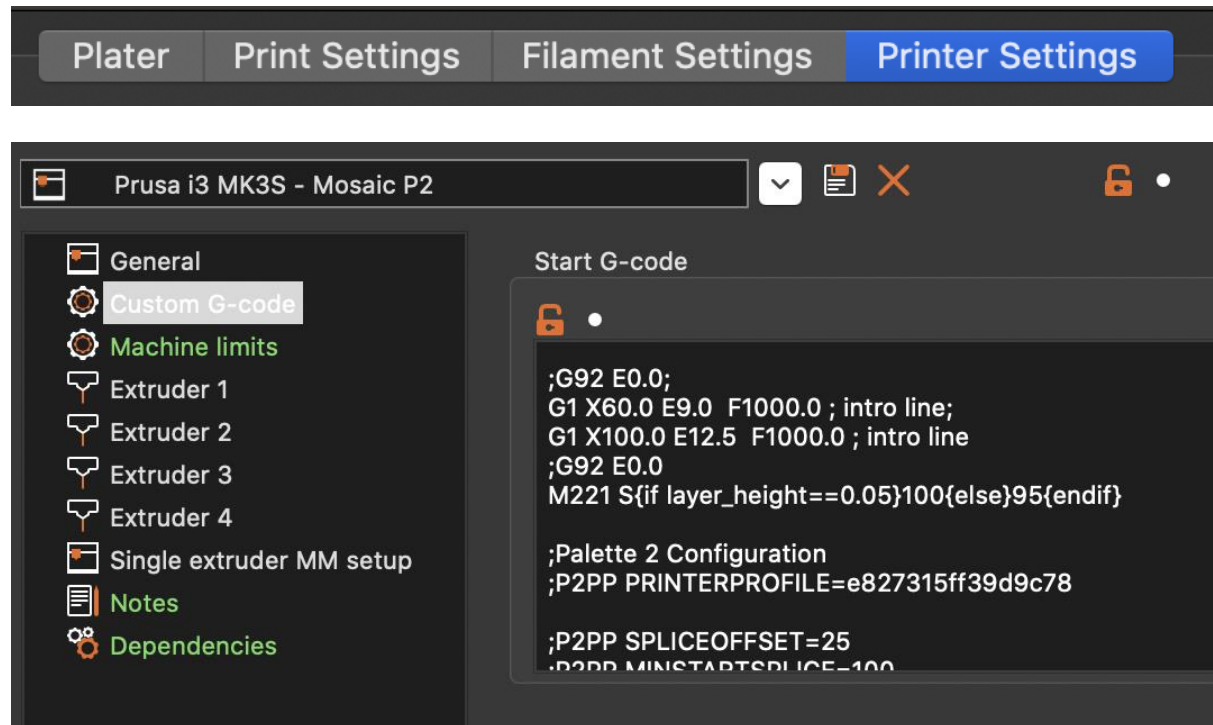 Plater Print Settings Filament Settings Printer Settings
Prusa i3 MK3S - Mosaic P2
General
Custom G-code
Machine limits
Extruder 1
Extruder 2
Extruder 3
Extruder 4
Single extruder MM setup
Notes
Dependencies
Start G-code
;G92 E0.0;
G1 X60.0 E9.0  F1000.0 ; intro line;
G1 X100.0 E12.5  F1000.0 ; intro line
;G92 E0.0
M221 S{if layer_height==0.05}100{else}95{endif}
;Palette 2 Configuration
;P2PP PRINTERPROFILE=e827315ff39d9c78
;P2PP SPLICEOFFSET=25
;P2PP MINSTARTSPLICE=100